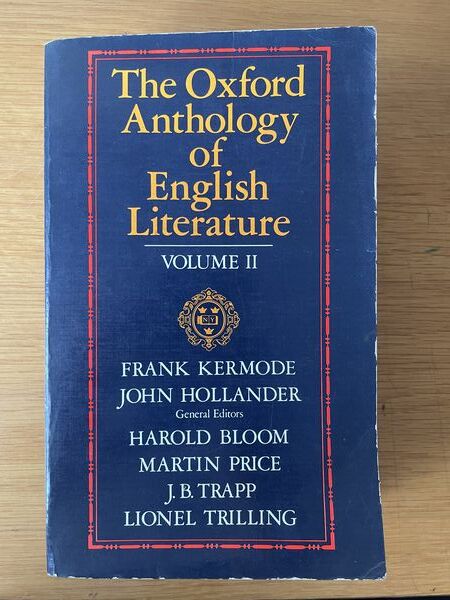 The Oxford
Anthology
of
English
Literature
VOLUME II
N Y
FRANK KERMODE
JOHN HOLLANDER
General Editors
HAROLD BLOOM
MARTIN PRICE
J. B. TRAPP
LIONEL TRILLING